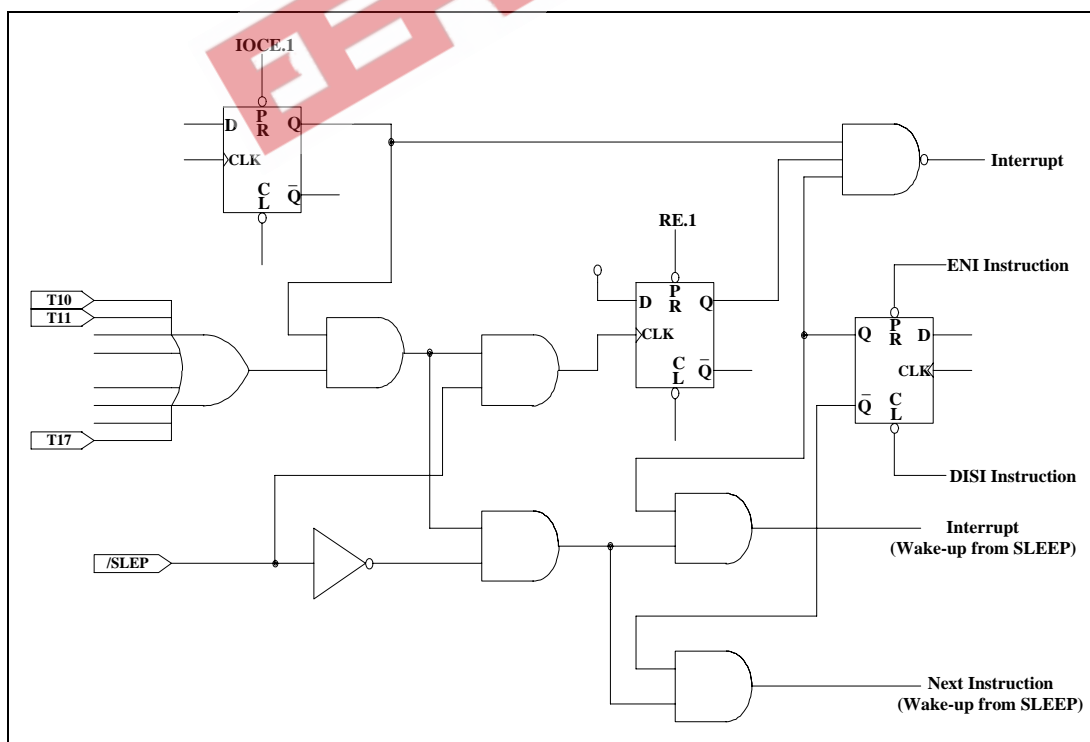 IOCE.1
D
P
R
Q
CLK
C
L
Q
Interrupt
RE.1
D
P
R
Q
CLK
C
L
Q
ENI Instruction
P
R
Q
D
CLK
Q
C
L
DISI Instruction
T10
T11
T17
/SLEP
Interrupt
(Wake-up from SLEEP)
Next Instruction
(Wake-up from SLEEP)